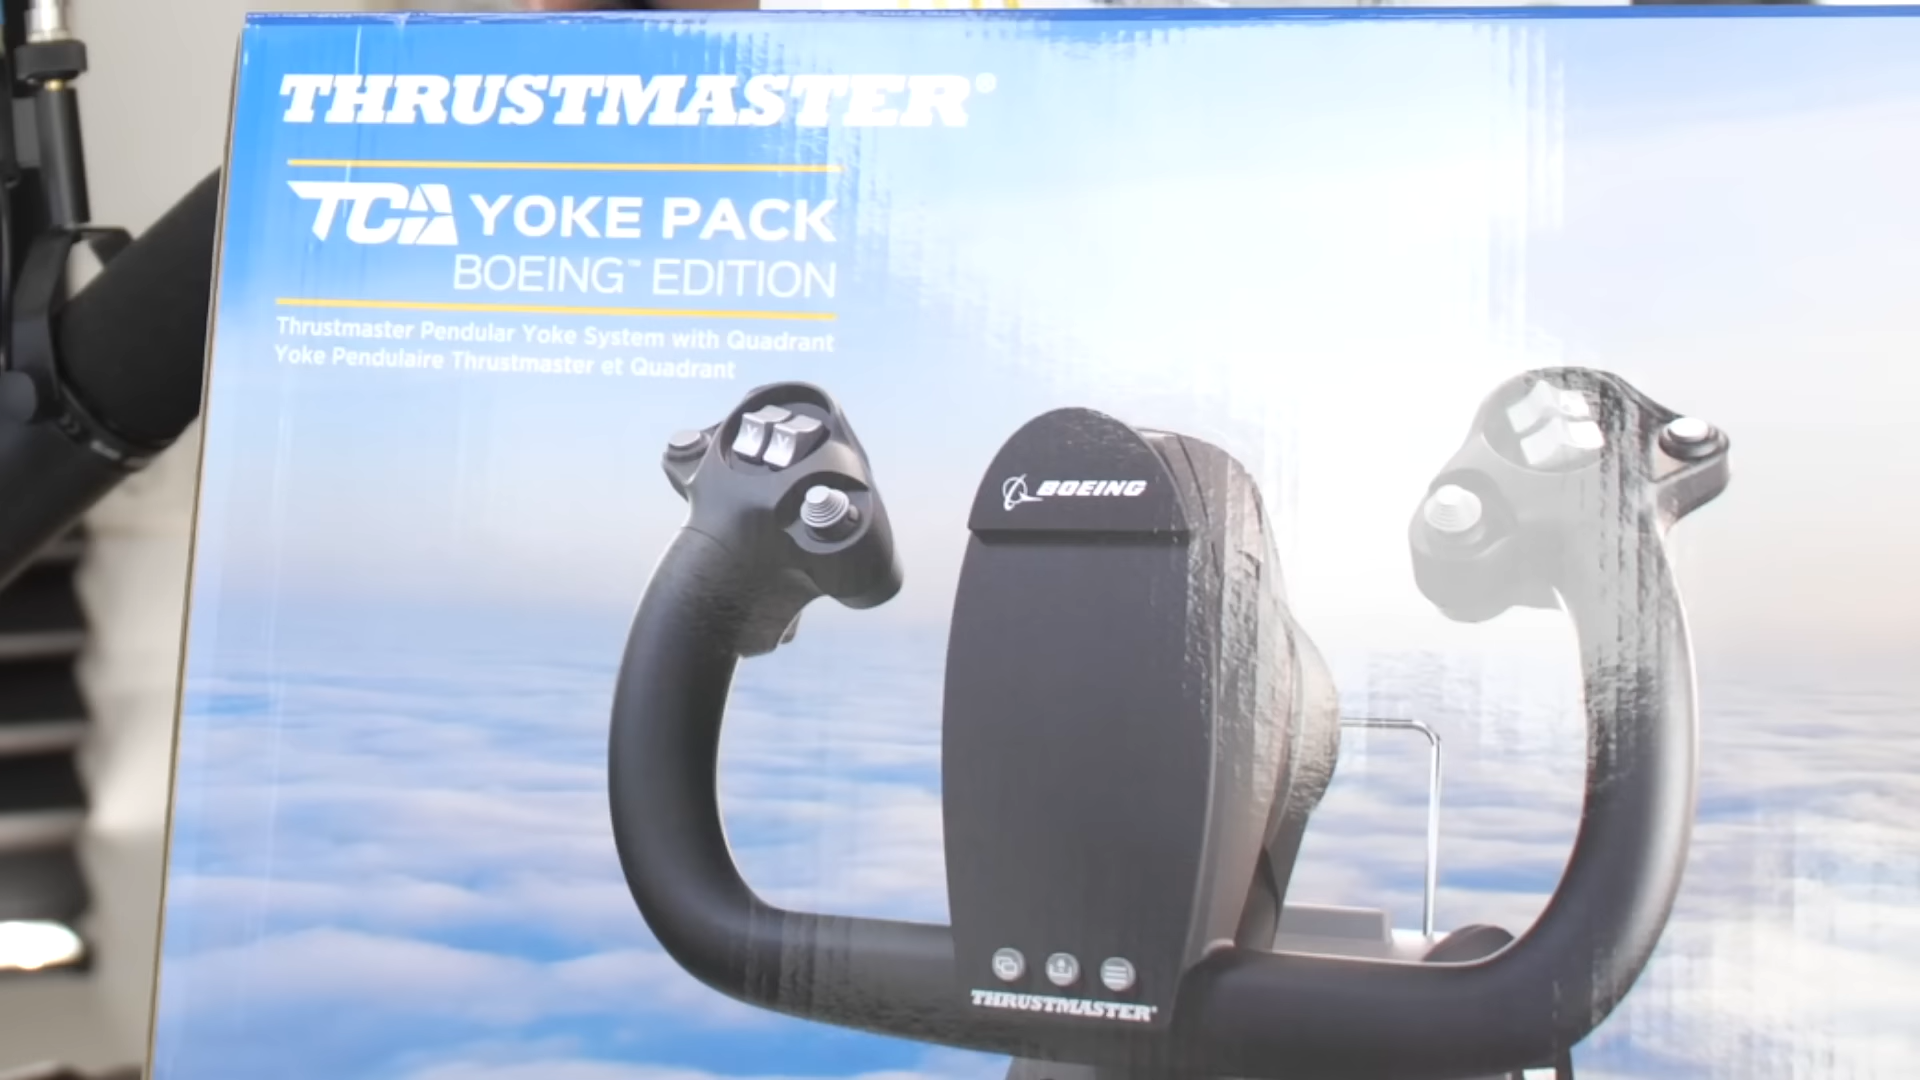 THRUSTMASTER®
TCA YOKE PACK
BOEING™ EDITION
Thrustmaster Pendular Yoke System with Quadrant
Yoke Pendulaire Thrustmaster et Quadrant
BOEING
THRUSTMASTER®